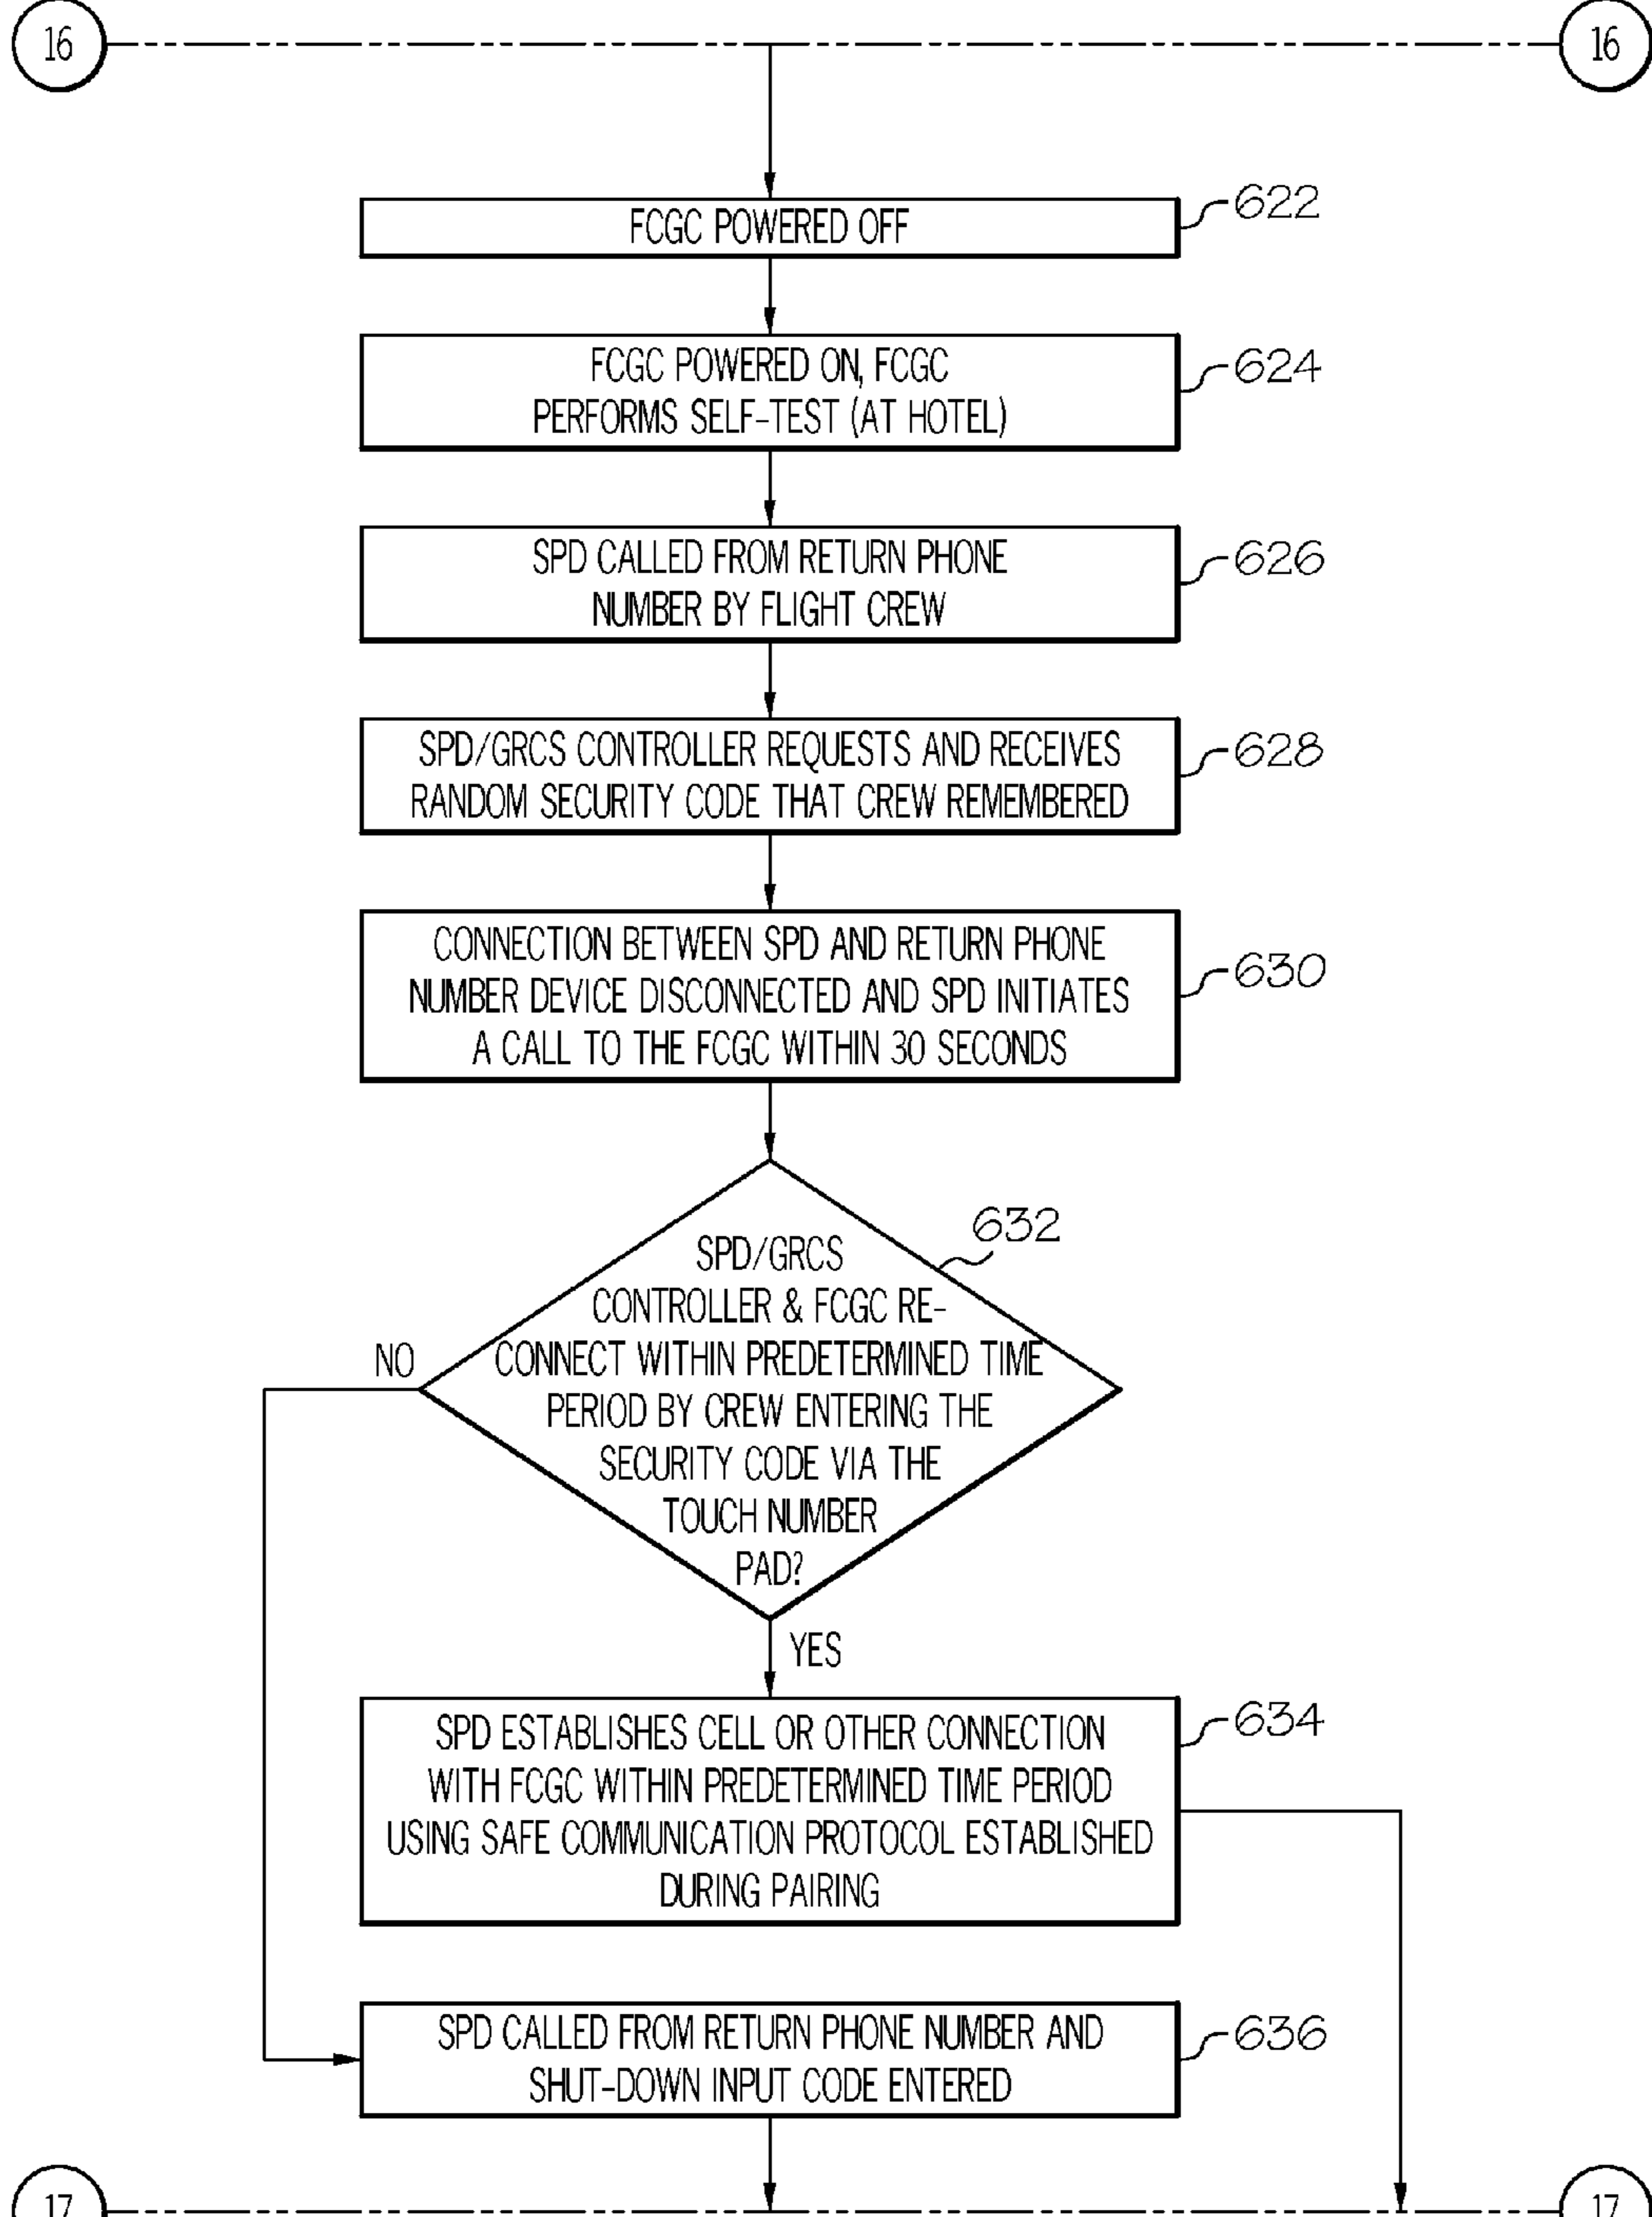 16
16
FCGC POWERED OFF
622
FCGC POWERED ON, FCGC
PERFORMS SELF-TEST (AT HOTEL)
624
SPD CALLED FROM RETURN PHONE
NUMBER BY FLIGHT CREW
626
SPD/GRCS CONTROLLER REQUESTS AND RECEIVES
RANDOM SECURITY CODE THAT CREW REMEMBERED
628
CONNECTION BETWEEN SPD AND RETURN PHONE
NUMBER DEVICE DISCONNECTED AND SPD INITIATES
A CALL TO THE FCGC WITHIN 30 SECONDS
630
632
SPD/GRCS
CONTROLLER & FCGC RE-
CONNECT WITHIN PREDETERMINED TIME
PERIOD BY CREW ENTERING THE
SECURITY CODE VIA THE
TOUCH NUMBER
PAD?
NO
YES
SPD ESTABLISHES CELL OR OTHER CONNECTION
WITH FCGC WITHIN PREDETERMINED TIME PERIOD
USING SAFE COMMUNICATION PROTOCOL ESTABLISHED
DURING PAIRING
634
SPD CALLED FROM RETURN PHONE NUMBER AND
SHUT-DOWN INPUT CODE ENTERED
636
17
17